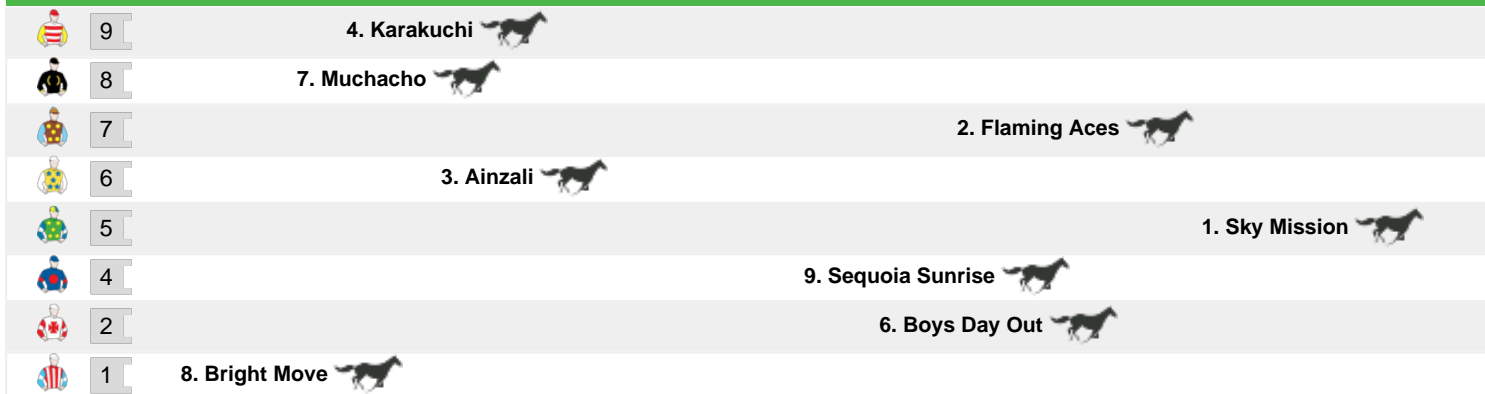 9 4. Karakuchi
8 7. Muchacho
7 2. Flaming Aces
6 3. Ainzali
5 1. Sky Mission
4 9. Sequoia Sunrise
2 6. Boys Day Out
1 8. Bright Move